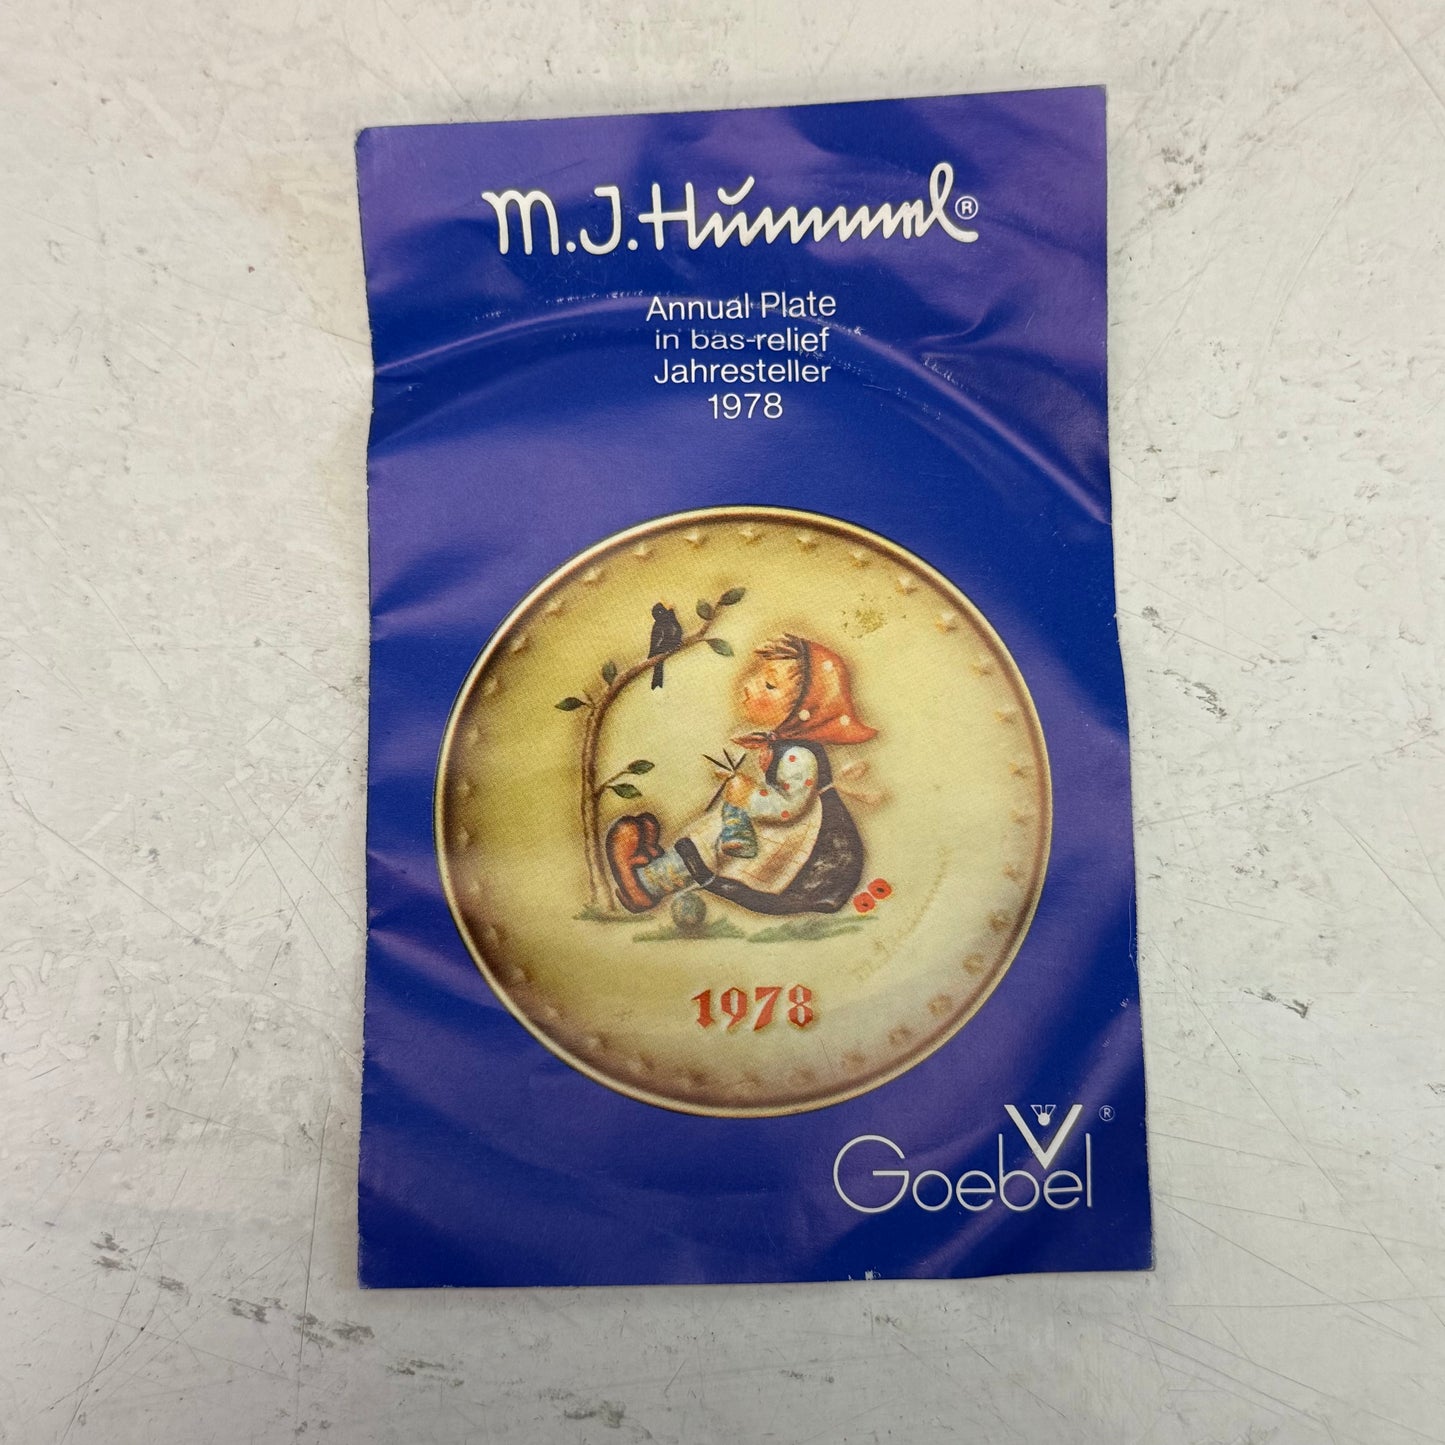 M.J.Hummel®
Annual Plate
in bas-relief
Jahresteller
1978
1978
Goebel®